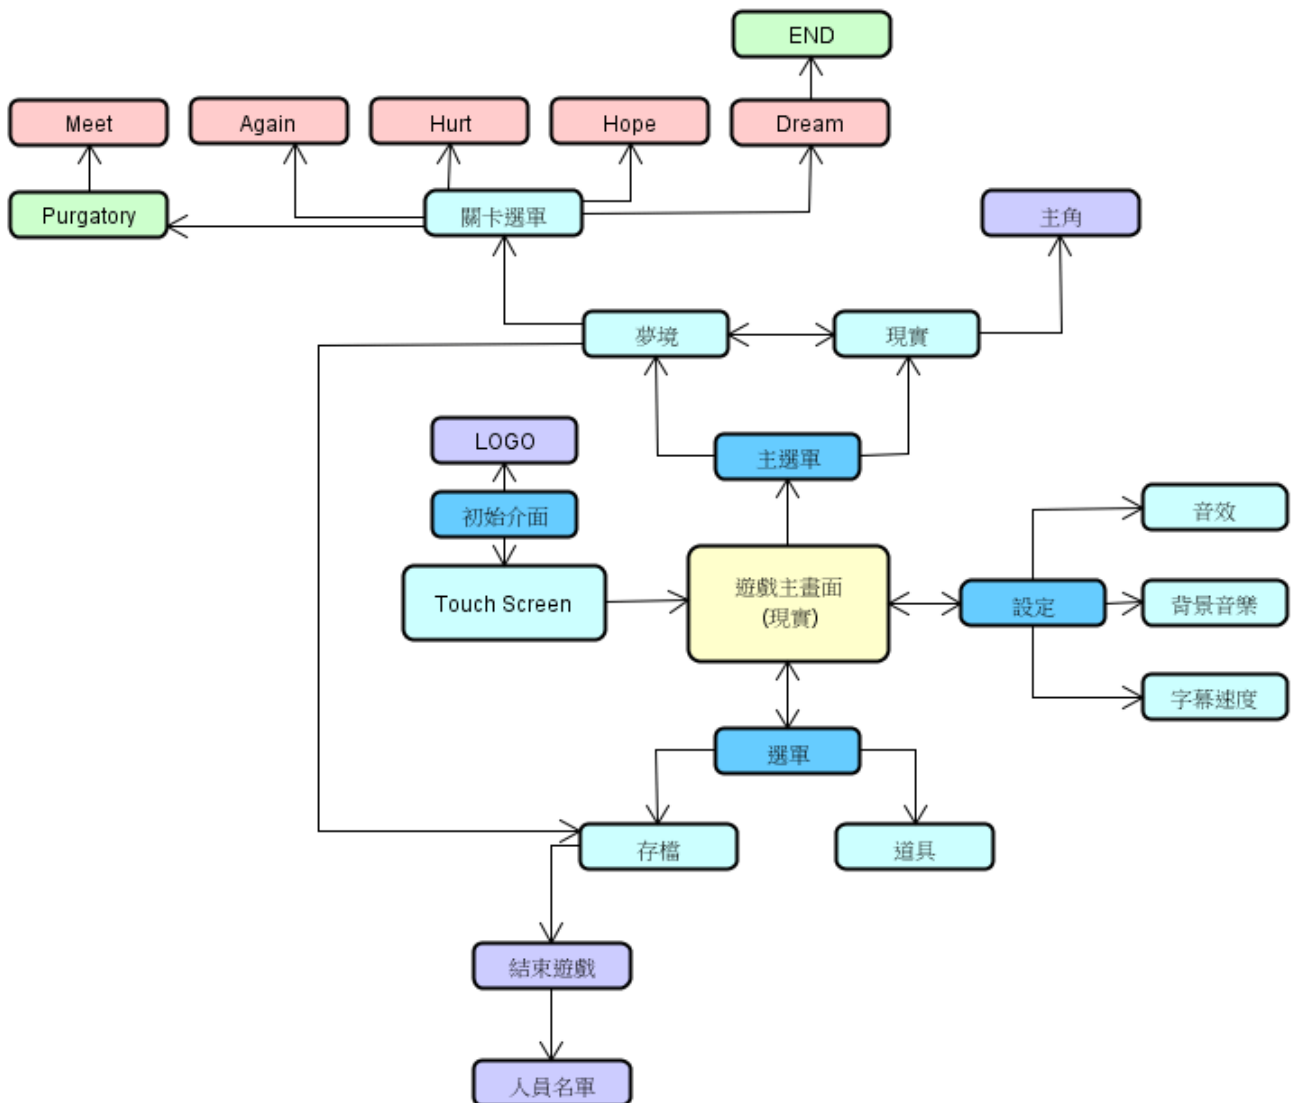 END
Meet
Again
Hurt
Hope
Dream
Purgatory
關卡選單
主角
夢境
現實
LOGO
主選單
初始介面
音效
Touch Screen
遊戲主畫面
(現實)
設定
背景音樂
字幕速度
選單
存檔
道具
結束遊戲
人員名單